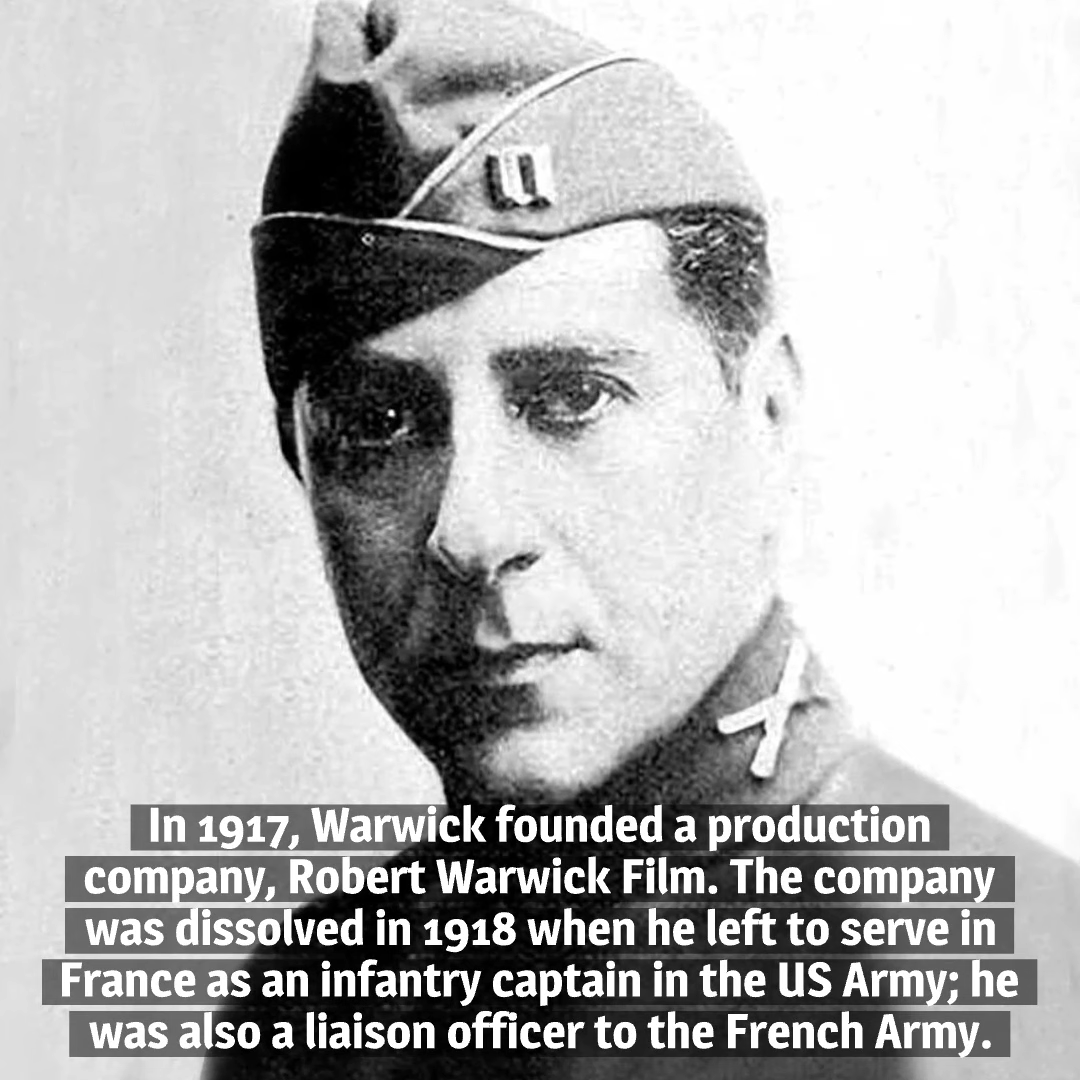 In 1917, Warwick founded a production
company, Robert Warwick Film. The company
was dissolved in 1918 when he left to serve in
France as an infantry captain in the US Army; he
was also a liaison officer to the French Army.